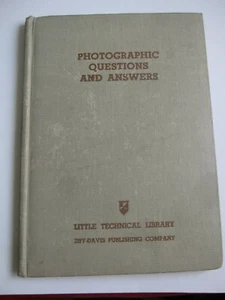 PHOTOGRAPHIC
QUESTIONS
AND ANSWERS
LITTLE TECHNICAL LIBRARY
ZIFF-DAVIS PUBLISHING COMPANY